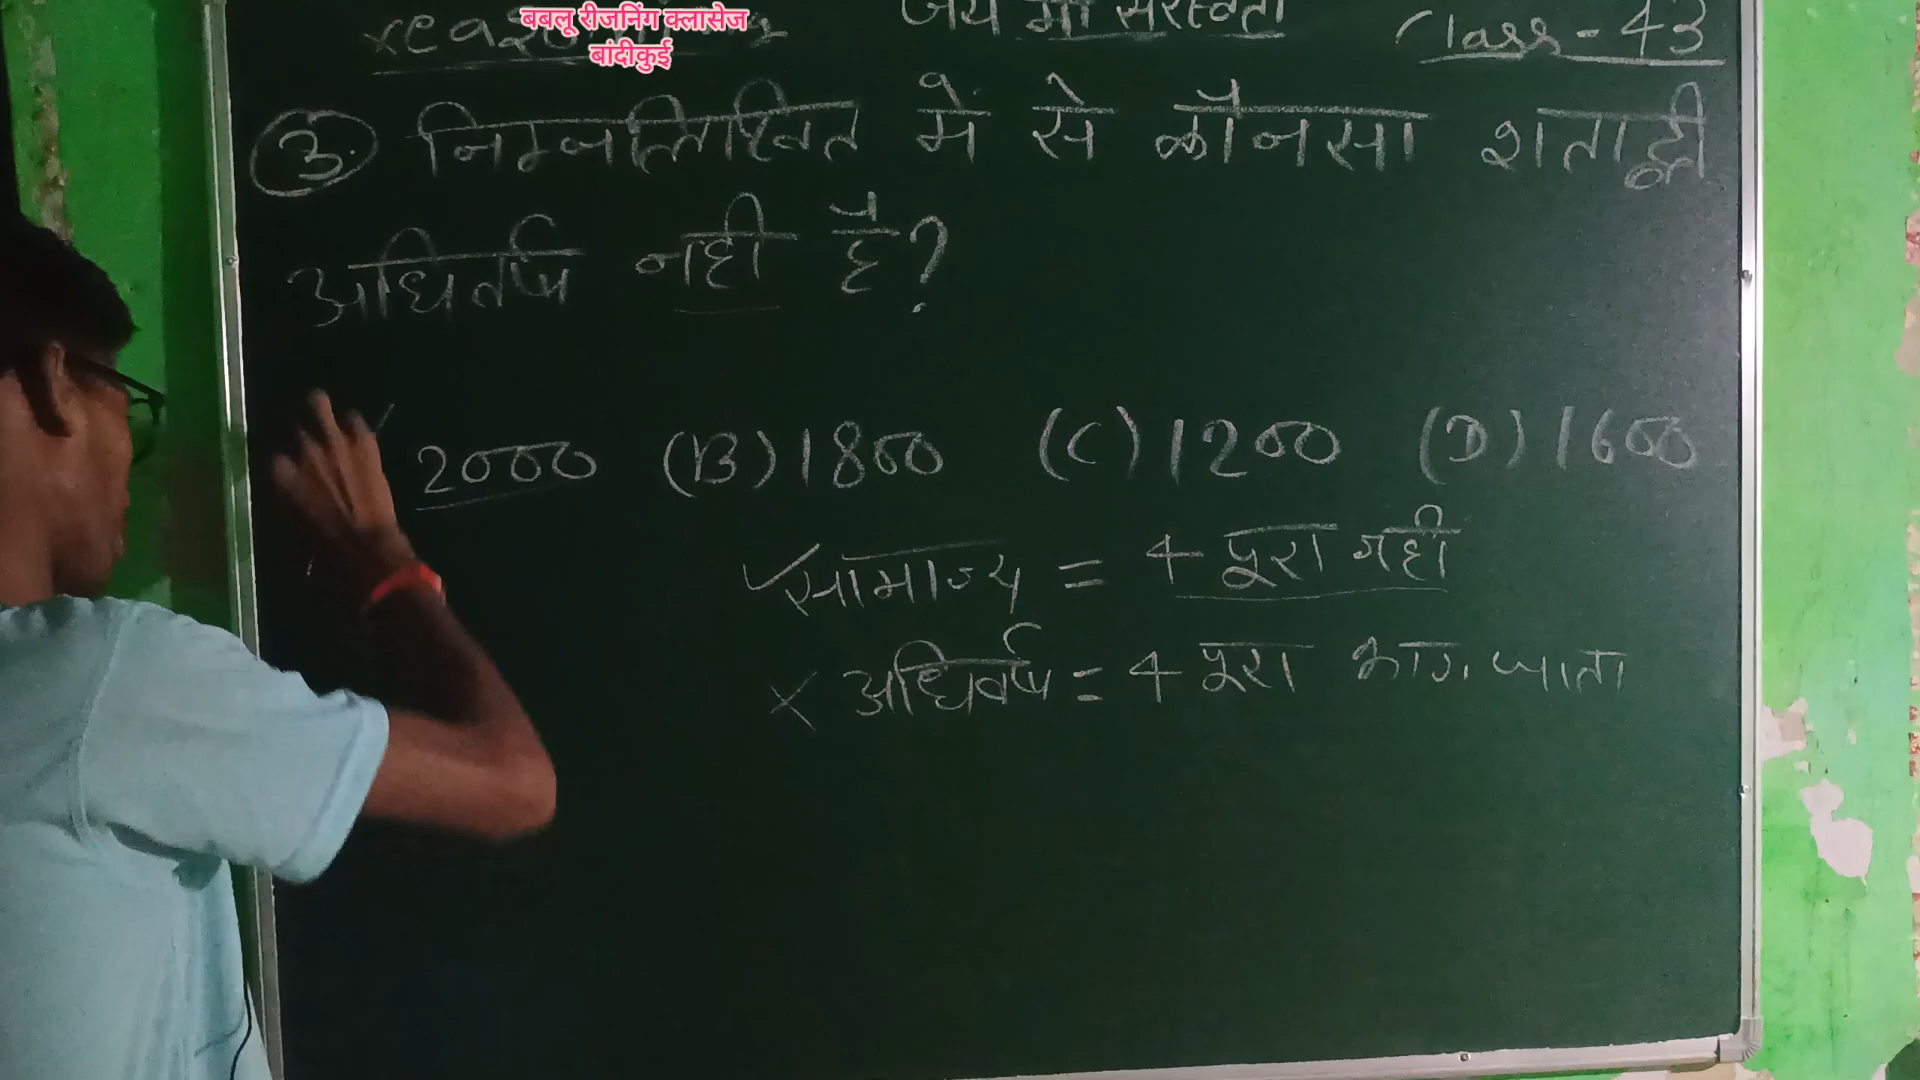 बबलू रीजनिंग क्लासेज
बांदीकुई
जय माँ सरस्वती
Class - 43
3. निम्नलिखित में से कौनसा शताब्दी
अधिवर्ष नही है?
2000 (B) 1800 (C) 1200 (D) 1600
✓ सामान्य = 4 पूरा नही
× अधिवर्ष = 4 पूरा भाग जाता